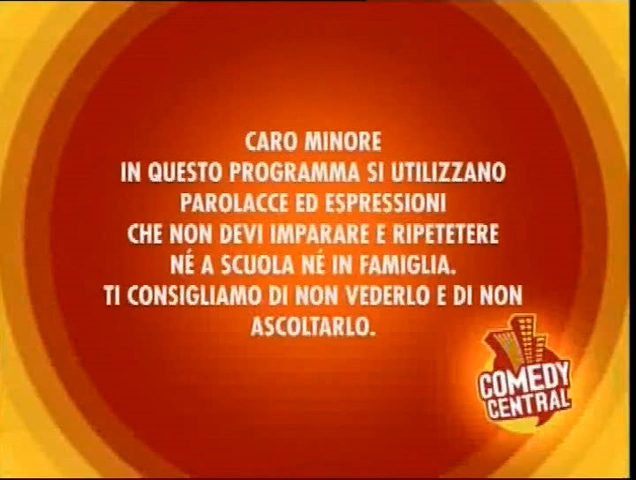 CARO MINORE
IN QUESTO PROGRAMMA SI UTILIZZANO
PAROLACCE ED ESPRESSIONI
CHE NON DEVI IMPARARE E RIPETETERE
NÉ A SCUOLA NÉ IN FAMIGLIA.
TI CONSIGLIAMO DI NON VEDERLO E DI NON
ASCOLTARLO.
COMEDY
CENTRAL